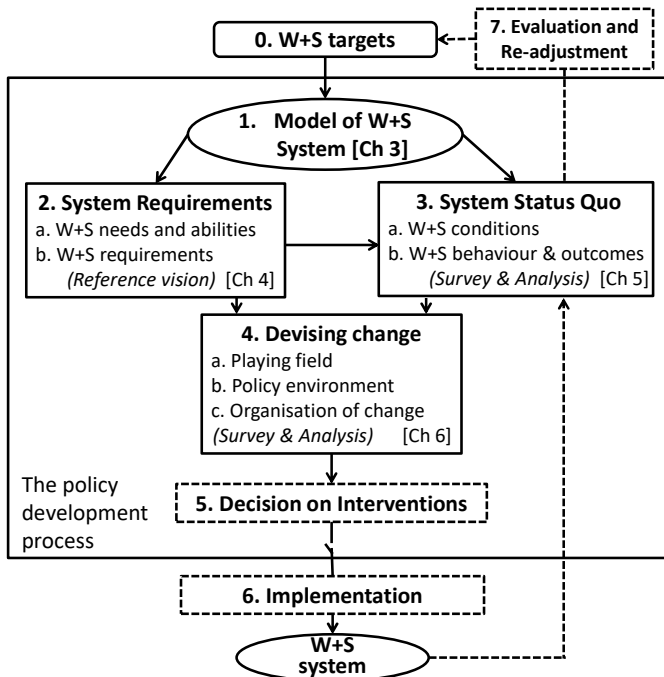 0. W+S targets
7. Evaluation and
Re-adjustment
1. Model of W+S
System [Ch 3]
2. System Requirements
a. W+S needs and abilities
b. W+S requirements
(Reference vision) [Ch 4]
3. System Status Quo
a. W+S conditions
b. W+S behaviour & outcomes
(Survey & Analysis) [Ch 5]
4. Devising change
a. Playing field
b. Policy environment
c. Organisation of change
(Survey & Analysis) [Ch 6]
5. Decision on Interventions
The policy
development
process
6. Implementation
W+S
system